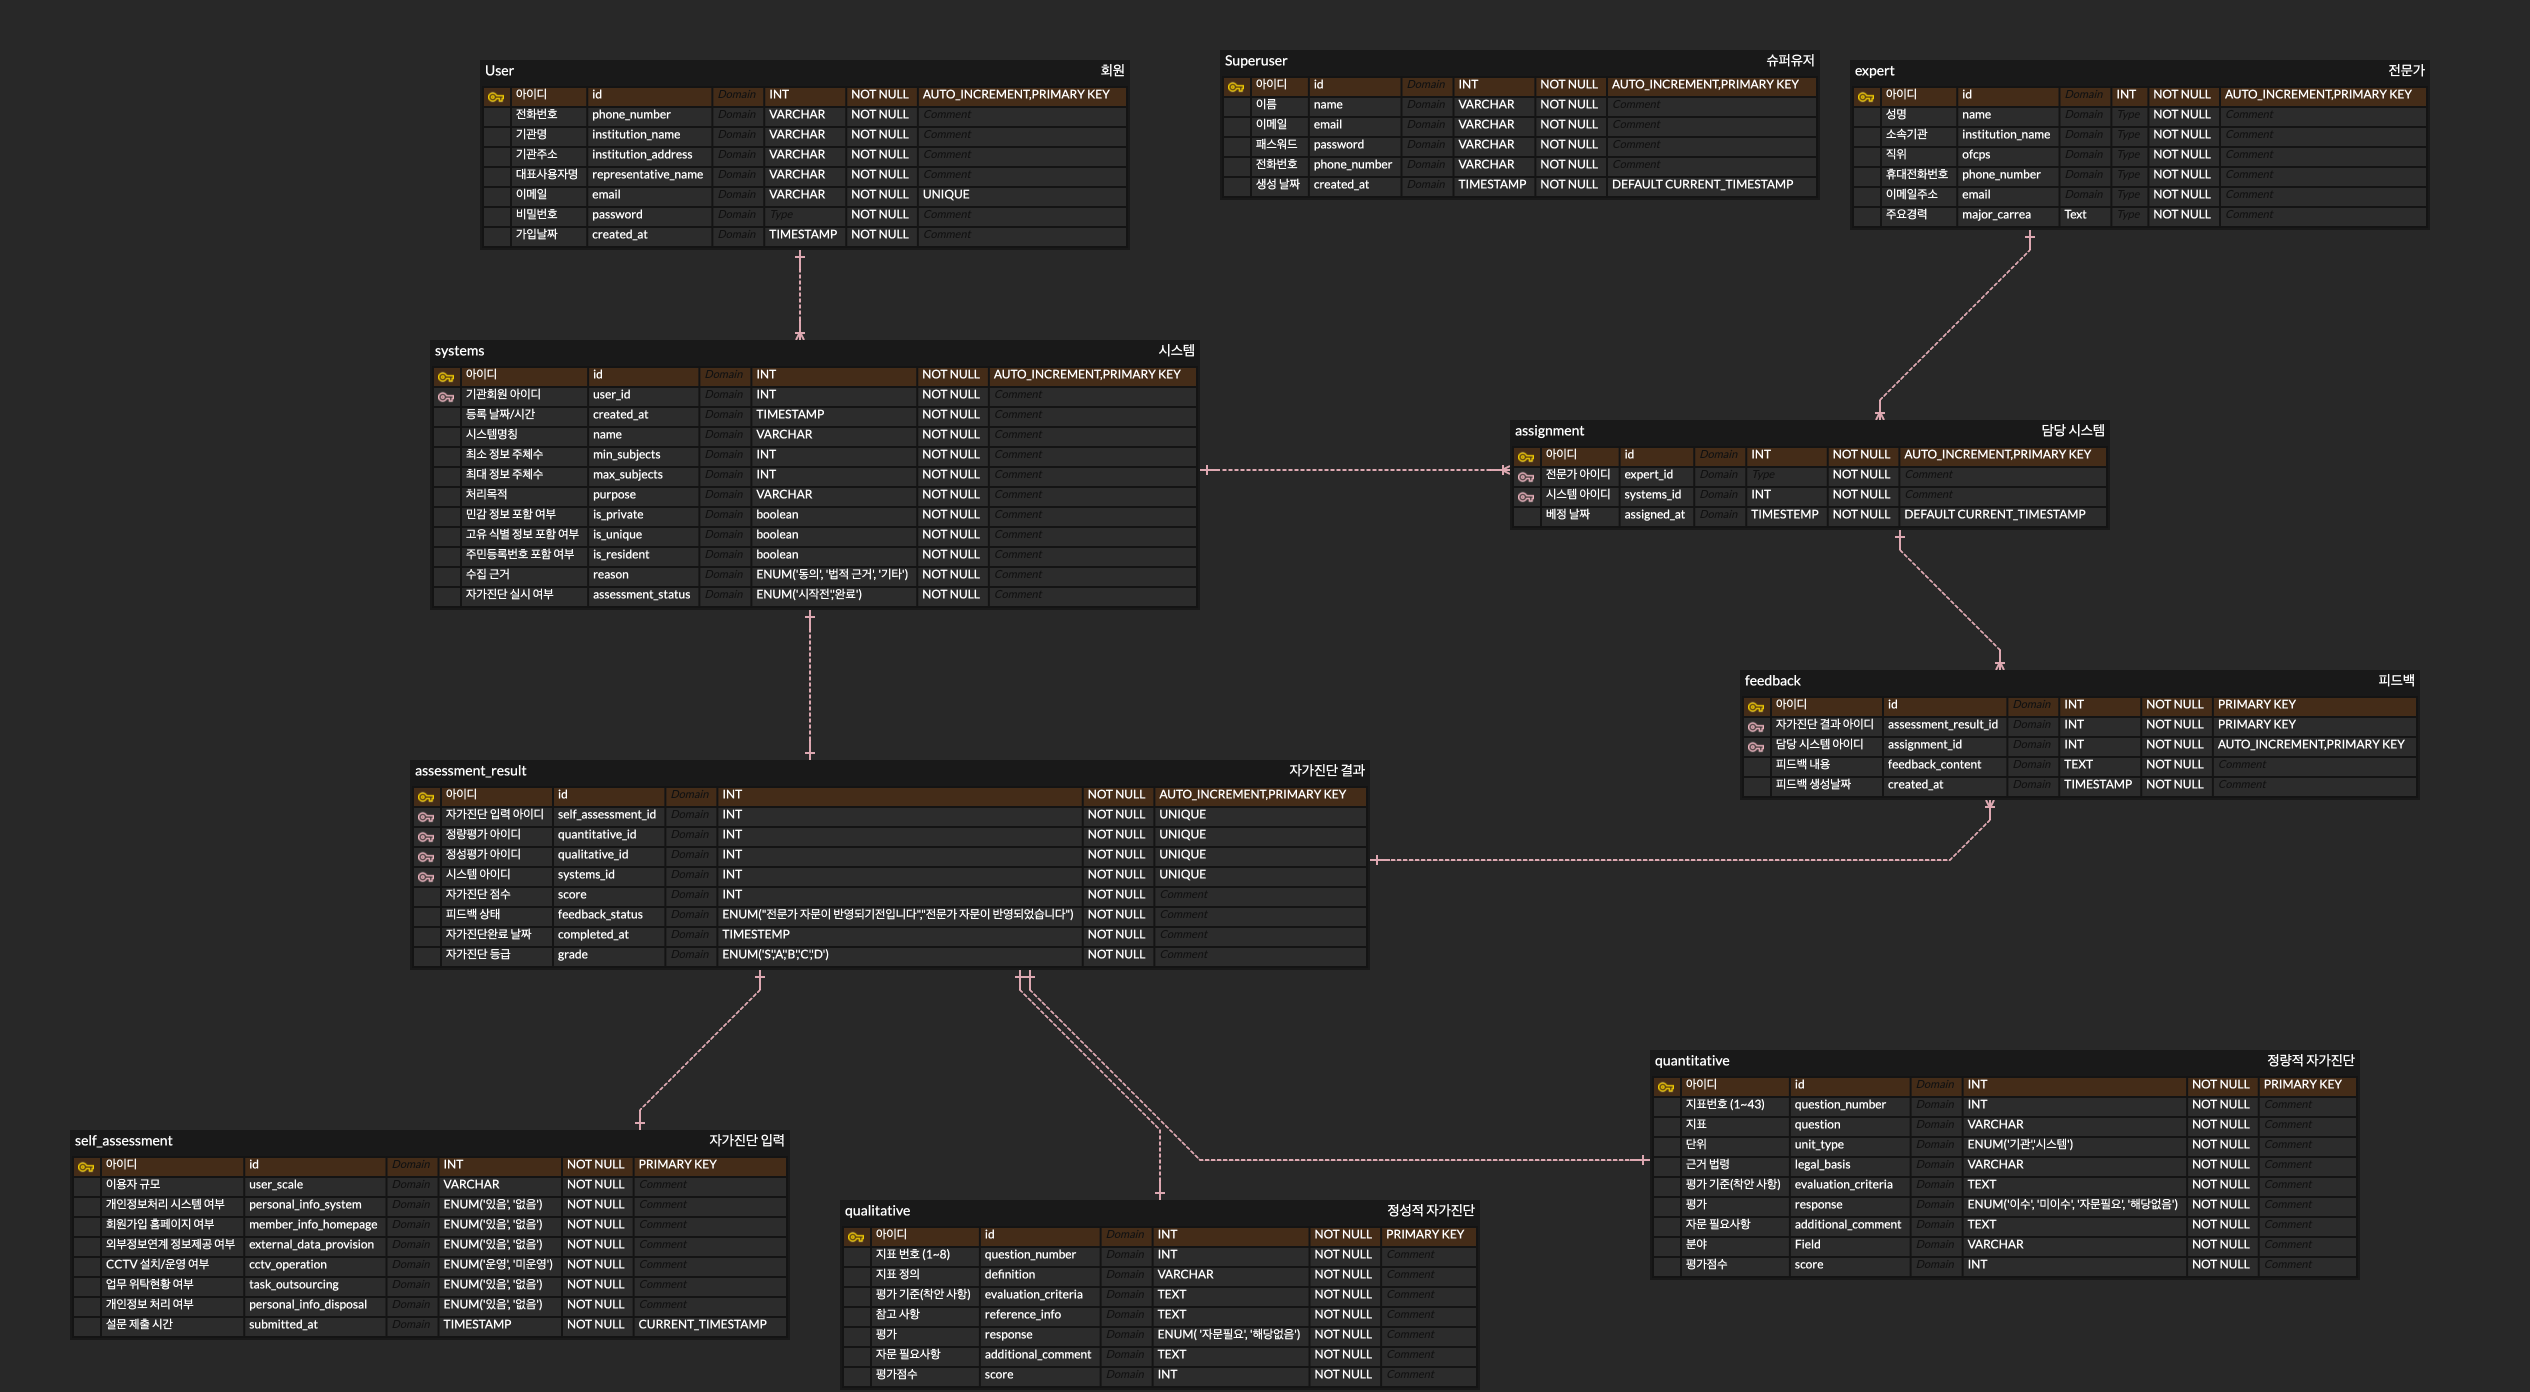 User 회원
아이디 id Domain INT NOT NULL AUTO_INCREMENT,PRIMARY KEY
전화번호 phone_number Domain VARCHAR NOT NULL Comment
기관명 institution_name Domain VARCHAR NOT NULL Comment
기관주소 institution_address Domain VARCHAR NOT NULL Comment
대표사용자명 representative_name Domain VARCHAR NOT NULL Comment
이메일 email Domain VARCHAR NOT NULL UNIQUE
비밀번호 password Domain Type NOT NULL Comment
가입날짜 created_at Domain TIMESTAMP NOT NULL Comment
Superuser 슈퍼유저
아이디 id Domain INT NOT NULL AUTO_INCREMENT,PRIMARY KEY
이름 name Domain VARCHAR NOT NULL Comment
이메일 email Domain VARCHAR NOT NULL Comment
패스워드 password Domain VARCHAR NOT NULL Comment
전화번호 phone_number Domain VARCHAR NOT NULL Comment
생성 날짜 created_at Domain TIMESTAMP NOT NULL DEFAULT CURRENT_TIMESTAMP
expert 전문가
아이디 id Domain INT NOT NULL AUTO_INCREMENT,PRIMARY KEY
성명 name Domain Type NOT NULL Comment
소속기관 institution_name Domain Type NOT NULL Comment
직위 ofcps Domain Type NOT NULL Comment
휴대전화번호 phone_number Domain Type NOT NULL Comment
이메일주소 email Domain Type NOT NULL Comment
주요경력 major_carrea Text Type NOT NULL Comment
systems 시스템
아이디 id Domain INT NOT NULL AUTO_INCREMENT,PRIMARY KEY
기관회원 아이디 user_id Domain INT NOT NULL Comment
등록 날짜/시간 created_at Domain TIMESTAMP NOT NULL Comment
시스템명칭 name Domain VARCHAR NOT NULL Comment
최소 정보 주체수 min_subjects Domain INT NOT NULL Comment
최대 정보 주체수 max_subjects Domain INT NOT NULL Comment
처리목적 purpose Domain VARCHAR NOT NULL Comment
민감 정보 포함 여부 is_private Domain boolean NOT NULL Comment
고유 식별 정보 포함 여부 is_unique Domain boolean NOT NULL Comment
주민등록번호 포함 여부 is_resident Domain boolean NOT NULL Comment
수집 근거 reason Domain ENUM('동의', '법적 근거', '기타') NOT NULL Comment
자가진단 실시 여부 assessment_status Domain ENUM('시작전','완료') NOT NULL Comment
assignment 담당 시스템
아이디 id Domain INT NOT NULL AUTO_INCREMENT,PRIMARY KEY
전문가 아이디 expert_id Domain Type NOT NULL Comment
시스템 아이디 systems_id Domain INT NOT NULL Comment
베정 날짜 assigned_at Domain TIMESTEMP NOT NULL DEFAULT CURRENT_TIMESTAMP
feedback 피드백
아이디 id Domain INT NOT NULL PRIMARY KEY
자가진단 결과 아이디 assessment_result_id Domain INT NOT NULL PRIMARY KEY
담당 시스템 아이디 assignment_id Domain INT NOT NULL AUTO_INCREMENT,PRIMARY KEY
피드백 내용 feedback_content Domain TEXT NOT NULL Comment
피드백 생성날짜 created_at Domain TIMESTAMP NOT NULL Comment
assessment_result 자가진단 결과
아이디 id Domain INT NOT NULL AUTO_INCREMENT,PRIMARY KEY
자가진단 입력 아이디 self_assessment_id Domain INT NOT NULL UNIQUE
정량평가 아이디 quantitative_id Domain INT NOT NULL UNIQUE
정성평가 아이디 qualitative_id Domain INT NOT NULL UNIQUE
시스템 아이디 systems_id Domain INT NOT NULL UNIQUE
자가진단 점수 score Domain INT NOT NULL Comment
피드백 상태 feedback_status Domain ENUM("전문가 자문이 반영되기전입니다","전문가 자문이 반영되었습니다") NOT NULL Comment
자가진단완료 날짜 completed_at Domain TIMESTEMP NOT NULL Comment
자가진단 등급 grade Domain ENUM('S','A','B','C','D') NOT NULL Comment
quantitative 정량적 자가진단
아이디 id Domain INT NOT NULL PRIMARY KEY
지표번호 (1~43) question_number Domain INT NOT NULL Comment
지표 question Domain VARCHAR NOT NULL Comment
단위 unit_type Domain ENUM('기관','시스템') NOT NULL Comment
근거 법령 legal_basis Domain VARCHAR NOT NULL Comment
평가 기준(착안 사항) evaluation_criteria Domain TEXT NOT NULL Comment
평가 response Domain ENUM('이수', '미이수', '자문필요', '해당없음') NOT NULL Comment
자문 필요사항 additional_comment Domain TEXT NOT NULL Comment
분야 Field Domain VARCHAR NOT NULL Comment
평가점수 score Domain INT NOT NULL Comment
self_assessment 자가진단 입력
아이디 id Domain INT NOT NULL PRIMARY KEY
이용자 규모 user_scale Domain VARCHAR NOT NULL Comment
개인정보처리 시스템 여부 personal_info_system Domain ENUM('있음', '없음') NOT NULL Comment
회원가입 홈페이지 여부 member_info_homepage Domain ENUM('있음', '없음') NOT NULL Comment
외부정보연계 정보제공 여부 external_data_provision Domain ENUM('있음', '없음') NOT NULL Comment
CCTV 설치/운영 여부 cctv_operation Domain ENUM('운영', '미운영') NOT NULL Comment
업무 위탁현황 여부 task_outsourcing Domain ENUM('있음', '없음') NOT NULL Comment
개인정보 처리 여부 personal_info_disposal Domain ENUM('있음', '없음') NOT NULL Comment
설문 제출 시간 submitted_at Domain TIMESTAMP NOT NULL CURRENT_TIMESTAMP
qualitative 정성적 자가진단
아이디 id Domain INT NOT NULL PRIMARY KEY
지표 번호 (1~8) question_number Domain INT NOT NULL Comment
지표 정의 definition Domain VARCHAR NOT NULL Comment
평가 기준(착안 사항) evaluation_criteria Domain TEXT NOT NULL Comment
참고 사항 reference_info Domain TEXT NOT NULL Comment
평가 response Domain ENUM( '자문필요', '해당없음') NOT NULL Comment
자문 필요사항 additional_comment Domain TEXT NOT NULL Comment
평가점수 score Domain INT NOT NULL Comment